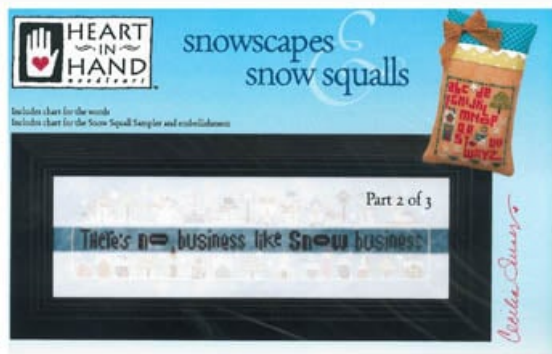 HEART
IN
HAND
needleart
snowscapes
&
snow squalls
Includes chart for the words
Includes chart for the Snow Squall Sampler and embellishment
Part 2 of 3
There's no business like Snow business